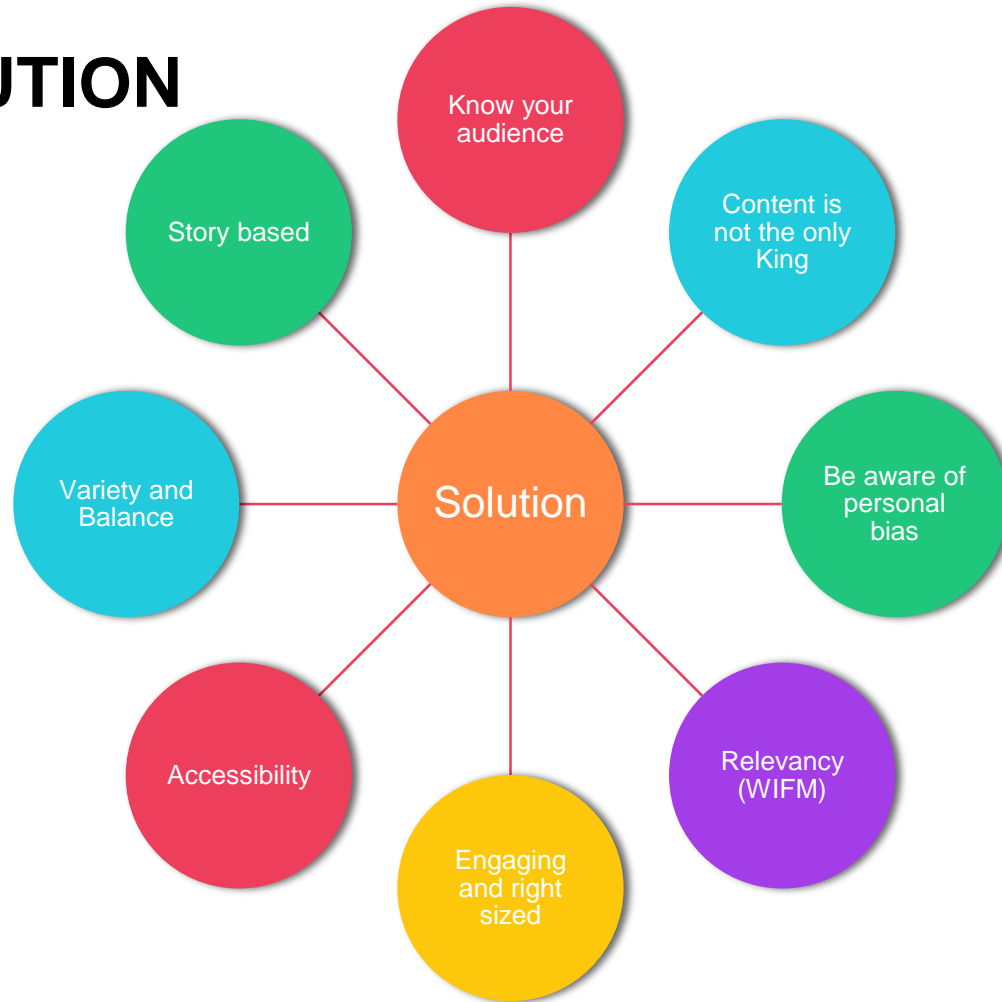 UTION
Know your
audience
Content is
not the only
King
Be aware of
personal
bias
Relevancy
(WIFM)
Engaging
and right
sized
Accessibility
Variety and
Balance
Story based
Solution